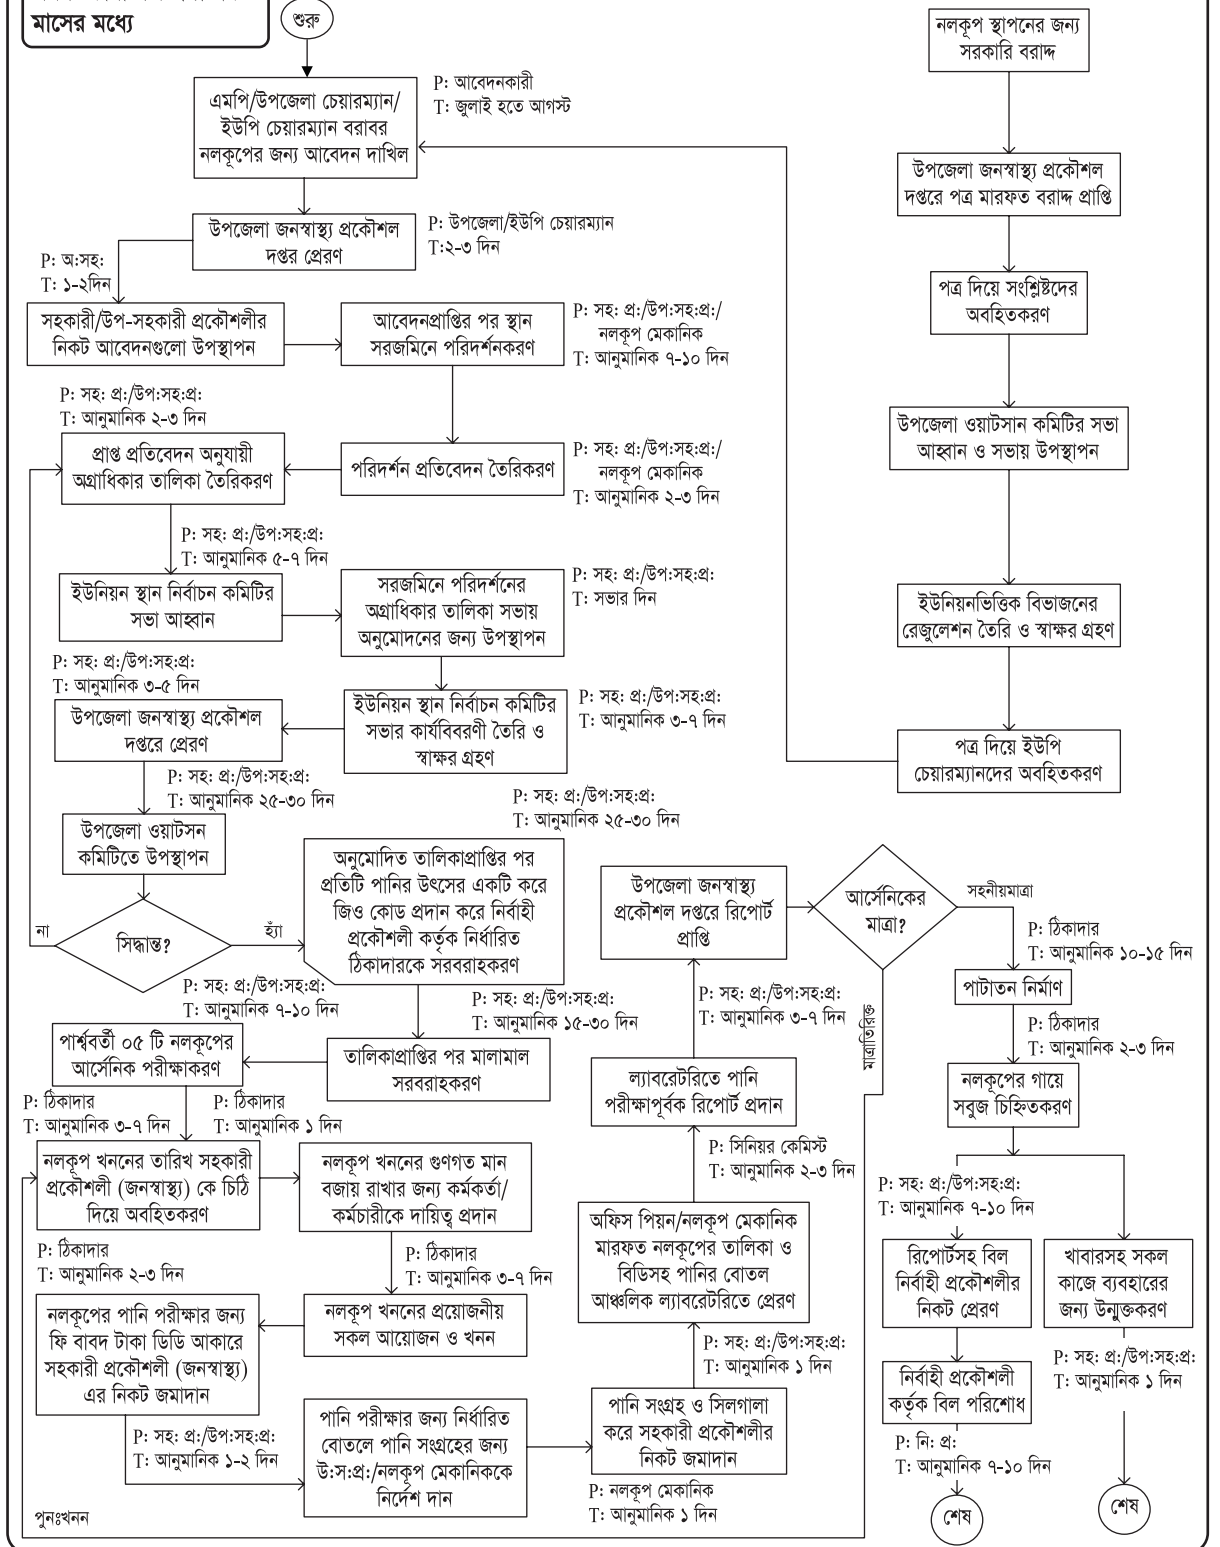 মাসের মধ্যে
শুরু
এমপি/উপজেলা চেয়ারম্যান/
ইউপি চেয়ারম্যান বরাবর
নলকূপের জন্য আবেদন দাখিল
P: আবেদনকারী
T: জুলাই হতে আগস্ট
উপজেলা জনস্বাস্থ্য প্রকৌশল
দপ্তর প্রেরণ
P: উপজেলা/ইউপি চেয়ারম্যান
T:২-৩ দিন
P: অ:সহ:
T: ১-২দিন
সহকারী/উপ-সহকারী প্রকৌশলীর
নিকট আবেদনগুলো উপস্থাপন
আবেদনপ্রাপ্তির পর স্থান
সরজমিনে পরিদর্শনকরণ
P: সহ: প্র:/উপ:সহ:প্র:/
নলকূপ মেকানিক
T: আনুমানিক ৭-১০ দিন
P: সহ: প্র:/উপ:সহ:প্র:
T: আনুমানিক ২-৩ দিন
প্রাপ্ত প্রতিবেদন অনুযায়ী
অগ্রাধিকার তালিকা তৈরিকরণ
পরিদর্শন প্রতিবেদন তৈরিকরণ
P: সহ: প্র:/উপ:সহ:প্র:/
নলকূপ মেকানিক
T: আনুমানিক ২-৩ দিন
P: সহ: প্র:/উপ:সহ:প্র:
T: আনুমানিক ৫-৭ দিন
ইউনিয়ন স্থান নির্বাচন কমিটির
সভা আহ্বান
সরজমিনে পরিদর্শনের
অগ্রাধিকার তালিকা সভায়
অনুমোদনের জন্য উপস্থাপন
P: সহ: প্র:/উপ:সহ:প্র:
T: সভার দিন
P: সহ: প্র:/উপ:সহ:প্র:
T: আনুমানিক ৩-৫ দিন
উপজেলা জনস্বাস্থ্য প্রকৌশল
দপ্তরে প্রেরণ
ইউনিয়ন স্থান নির্বাচন কমিটির
সভার কার্যবিবরণী তৈরি ও
স্বাক্ষর গ্রহণ
P: সহ: প্র:/উপ:সহ:প্র:
T: আনুমানিক ৩-৭ দিন
P: সহ: প্র:/উপ:সহ:প্র:
T: আনুমানিক ২৫-৩০ দিন
উপজেলা ওয়াটসন
কমিটিতে উপস্থাপন
সিদ্ধান্ত?
না
হ্যাঁ
P: সহ: প্র:/উপ:সহ:প্র:
T: আনুমানিক ২৫-৩০ দিন
অনুমোদিত তালিকাপ্রাপ্তির পর
প্রতিটি পানির উৎসের একটি করে
জিও কোড প্রদান করে নির্বাহী
প্রকৌশলী কর্তৃক নির্ধারিত
ঠিকাদারকে সরবরাহকরণ
P: সহ: প্র:/উপ:সহ:প্র:
T: আনুমানিক ১৫-৩০ দিন
তালিকাপ্রাপ্তির পর মালামাল
সরবরাহকরণ
P: সহ: প্র:/উপ:সহ:প্র:
T: আনুমানিক ৭-১০ দিন
পার্শ্ববর্তী ০৫ টি নলকূপের
আর্সেনিক পরীক্ষাকরণ
P: ঠিকাদার
T: আনুমানিক ৩-৭ দিন
P: ঠিকাদার
T: আনুমানিক ১ দিন
নলকূপ খননের তারিখ সহকারী
প্রকৌশলী (জনস্বাস্থ্য) কে চিঠি
দিয়ে অবহিতকরণ
নলকূপ খননের গুণগত মান
বজায় রাখার জন্য কর্মকর্তা/
কর্মচারীকে দায়িত্ব প্রদান
P: ঠিকাদার
T: আনুমানিক ২-৩ দিন
P: ঠিকাদার
T: আনুমানিক ৩-৭ দিন
নলকূপের পানি পরীক্ষার জন্য
ফি বাবদ টাকা ডিডি আকারে
সহকারী প্রকৌশলী (জনস্বাস্থ্য)
এর নিকট জমাদান
নলকূপ খননের প্রয়োজনীয়
সকল আয়োজন ও খনন
P: সহ: প্র:/উপ:সহ:প্র:
T: আনুমানিক ১-২ দিন
পানি পরীক্ষার জন্য নির্ধারিত
বোতলে পানি সংগ্রহের জন্য
উ:স:প্র:/নলকূপ মেকানিককে
নির্দেশ দান
পুনঃখনন
পানি সংগ্রহ ও সিলগালা
করে সহকারী প্রকৌশলীর
নিকট জমাদান
P: নলকূপ মেকানিক
T: আনুমানিক ১ দিন
P: সহ: প্র:/উপ:সহ:প্র:
T: আনুমানিক ১ দিন
অফিস পিয়ন/নলকূপ মেকানিক
মারফত নলকূপের তালিকা ও
বিডিসহ পানির বোতল
আঞ্চলিক ল্যাবরেটরিতে প্রেরণ
P: সিনিয়র কেমিস্ট
T: আনুমানিক ২-৩ দিন
ল্যাবরেটরিতে পানি
পরীক্ষাপূর্বক রিপোর্ট প্রদান
P: সহ: প্র:/উপ:সহ:প্র:
T: আনুমানিক ৩-৭ দিন
উপজেলা জনস্বাস্থ্য
প্রকৌশল দপ্তরে রিপোর্ট
প্রাপ্তি
আর্সেনিকের
মাত্রা?
মাত্রাতিরিক্ত
সহনীয়মাত্রা
P: ঠিকাদার
T: আনুমানিক ১০-১৫ দিন
পাটাতন নির্মাণ
P: ঠিকাদার
T: আনুমানিক ২-৩ দিন
নলকূপের গায়ে
সবুজ চিহ্নিতকরণ
P: সহ: প্র:/উপ:সহ:প্র:
T: আনুমানিক ৭-১০ দিন
রিপোর্টসহ বিল
নির্বাহী প্রকৌশলীর
নিকট প্রেরণ
খাবারসহ সকল
কাজে ব্যবহারের
জন্য উন্মুক্তকরণ
নির্বাহী প্রকৌশলী
কর্তৃক বিল পরিশোধ
P: সহ: প্র:/উপ:সহ:প্র:
T: আনুমানিক ১ দিন
P: নি: প্র:
T: আনুমানিক ৭-১০ দিন
শেষ
শেষ
নলকূপ স্থাপনের জন্য
সরকারি বরাদ্দ
উপজেলা জনস্বাস্থ্য প্রকৌশল
দপ্তরে পত্র মারফত বরাদ্দ প্রাপ্তি
পত্র দিয়ে সংশ্লিষ্টদের
অবহিতকরণ
উপজেলা ওয়াটসান কমিটির সভা
আহ্বান ও সভায় উপস্থাপন
ইউনিয়নভিত্তিক বিভাজনের
রেজুলেশন তৈরি ও স্বাক্ষর গ্রহণ
পত্র দিয়ে ইউপি
চেয়ারম্যানদের অবহিতকরণ